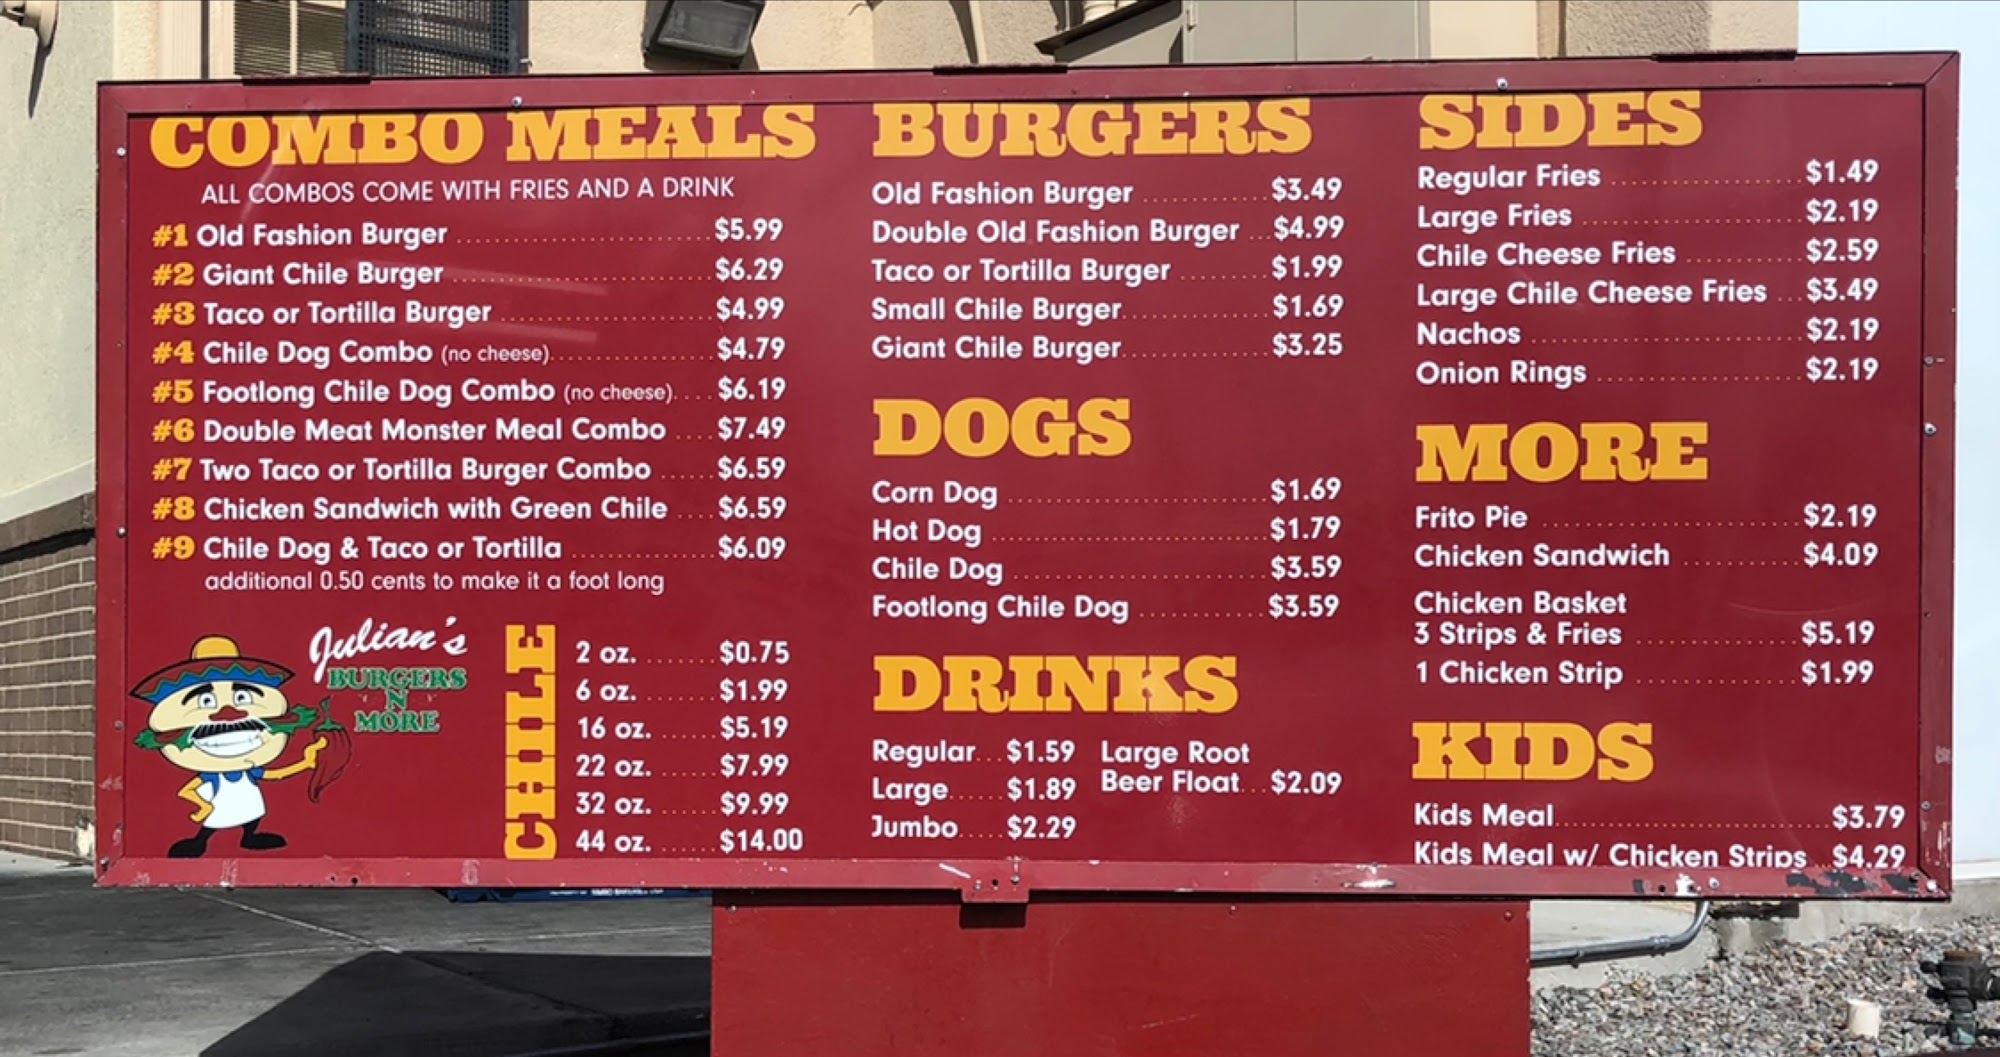 COMBO MEALS
ALL COMBOS COME WITH FRIES AND A DRINK
#1 Old Fashion Burger $5.99
#2 Giant Chile Burger $6.29
#3 Taco or Tortilla Burger $4.99
#4 Chile Dog Combo (no cheese) $4.79
#5 Footlong Chile Dog Combo (no cheese) $6.19
#6 Double Meat Monster Meal Combo $7.49
#7 Two Taco or Tortilla Burger Combo $6.59
#8 Chicken Sandwich with Green Chile $6.59
#9 Chile Dog & Taco or Tortilla $6.09
additional 0.50 cents to make it a foot long
Julian's
BURGERS
'N'
MORE
CHILE
2 oz. $0.75
6 oz. $1.99
16 oz. $5.19
22 oz. $7.99
32 oz. $9.99
44 oz. $14.00
BURGERS
Old Fashion Burger $3.49
Double Old Fashion Burger $4.99
Taco or Tortilla Burger $1.99
Small Chile Burger $1.69
Giant Chile Burger $3.25
DOGS
Corn Dog $1.69
Hot Dog $1.79
Chile Dog $3.59
Footlong Chile Dog $3.59
DRINKS
Regular $1.59
Large $1.89
Jumbo $2.29
Large Root
Beer Float $2.09
SIDES
Regular Fries $1.49
Large Fries $2.19
Chile Cheese Fries $2.59
Large Chile Cheese Fries $3.49
Nachos $2.19
Onion Rings $2.19
MORE
Frito Pie $2.19
Chicken Sandwich $4.09
Chicken Basket
3 Strips & Fries $5.19
1 Chicken Strip $1.99
KIDS
Kids Meal $3.79
Kids Meal w/ Chicken Strips $4.29